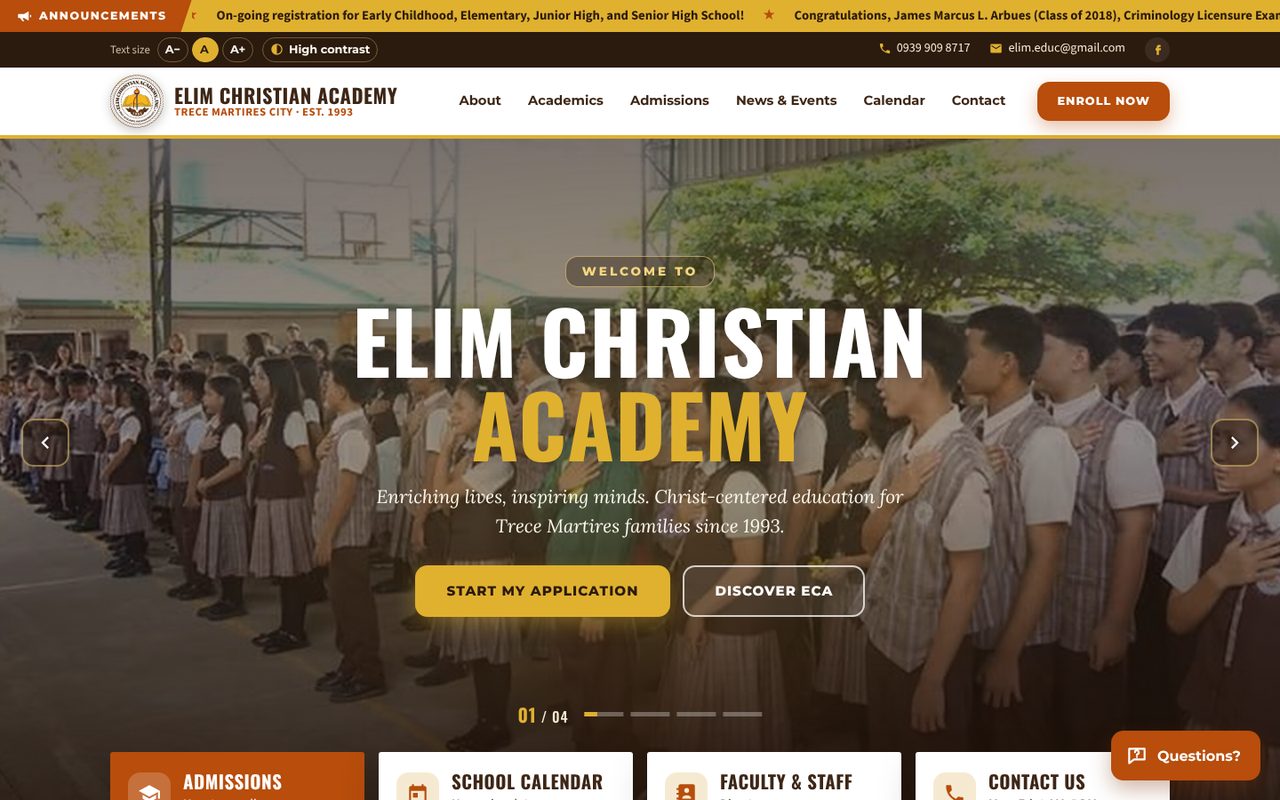 ANNOUNCEMENTS
On-going registration for Early Childhood, Elementary, Junior High, and Senior High School! ★ Congratulations, James Marcus L. Arbues (Class of 2018), Criminology Licensure Exam
Text size A− A A+ High contrast
0939 909 8717 elim.educ@gmail.com
ELIM CHRISTIAN ACADEMY
TRECE MARTIRES CITY · EST. 1993
About Academics Admissions News & Events Calendar Contact ENROLL NOW
WELCOME TO
ELIM CHRISTIAN
ACADEMY
Enriching lives, inspiring minds. Christ-centered education for
Trece Martires families since 1993.
START MY APPLICATION DISCOVER ECA
01 / 04
Questions?
ADMISSIONS SCHOOL CALENDAR FACULTY & STAFF CONTACT US